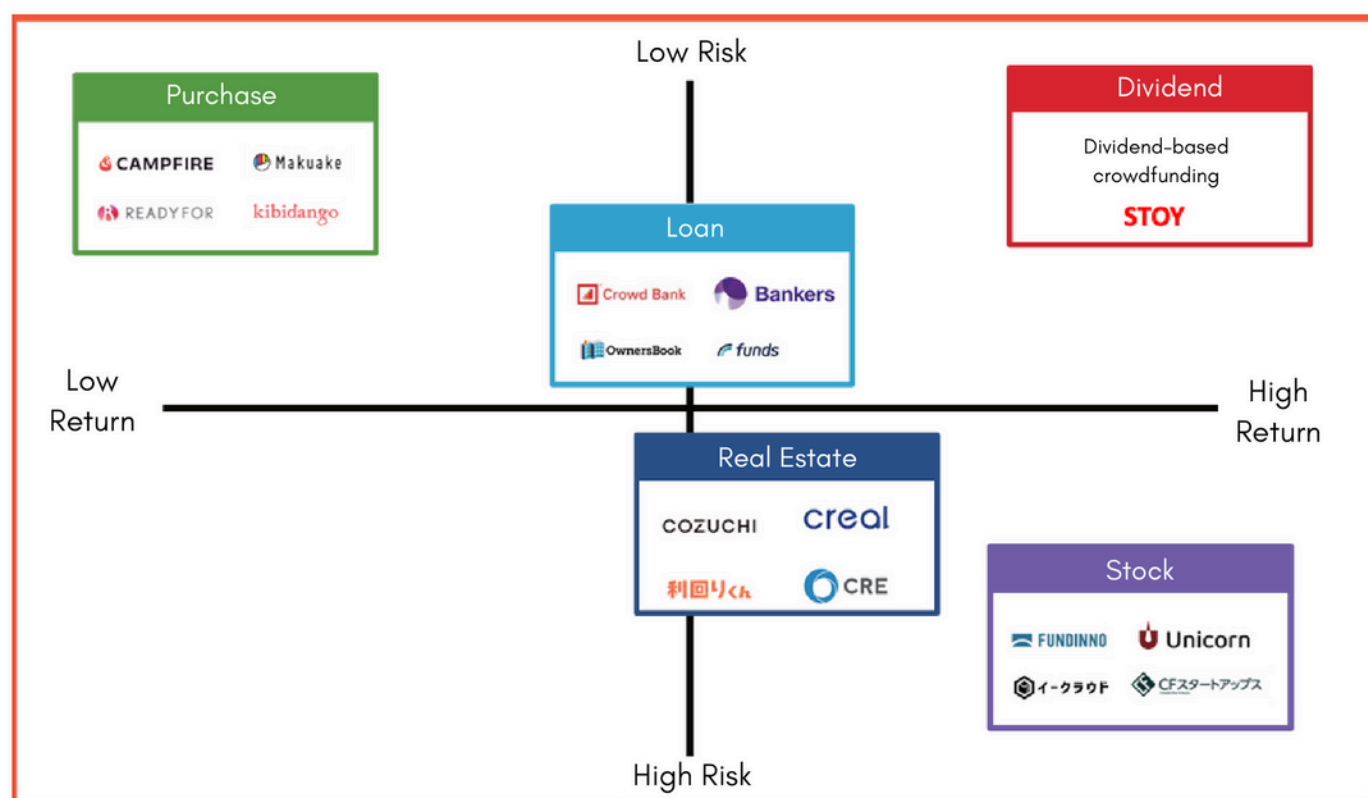 Low Risk
Purchase
CAMPFIRE
Makuake
READYFOR
kibidango
Dividend
Dividend-based
crowdfunding
STOY
Loan
Crowd Bank
Bankers
OwnersBook
funds
Low
Return
High
Return
Real Estate
COZUCHI
creal
利回りくん
CRE
Stock
FUNDINNO
Unicorn
イークラウド
CFスタートアップス
High Risk